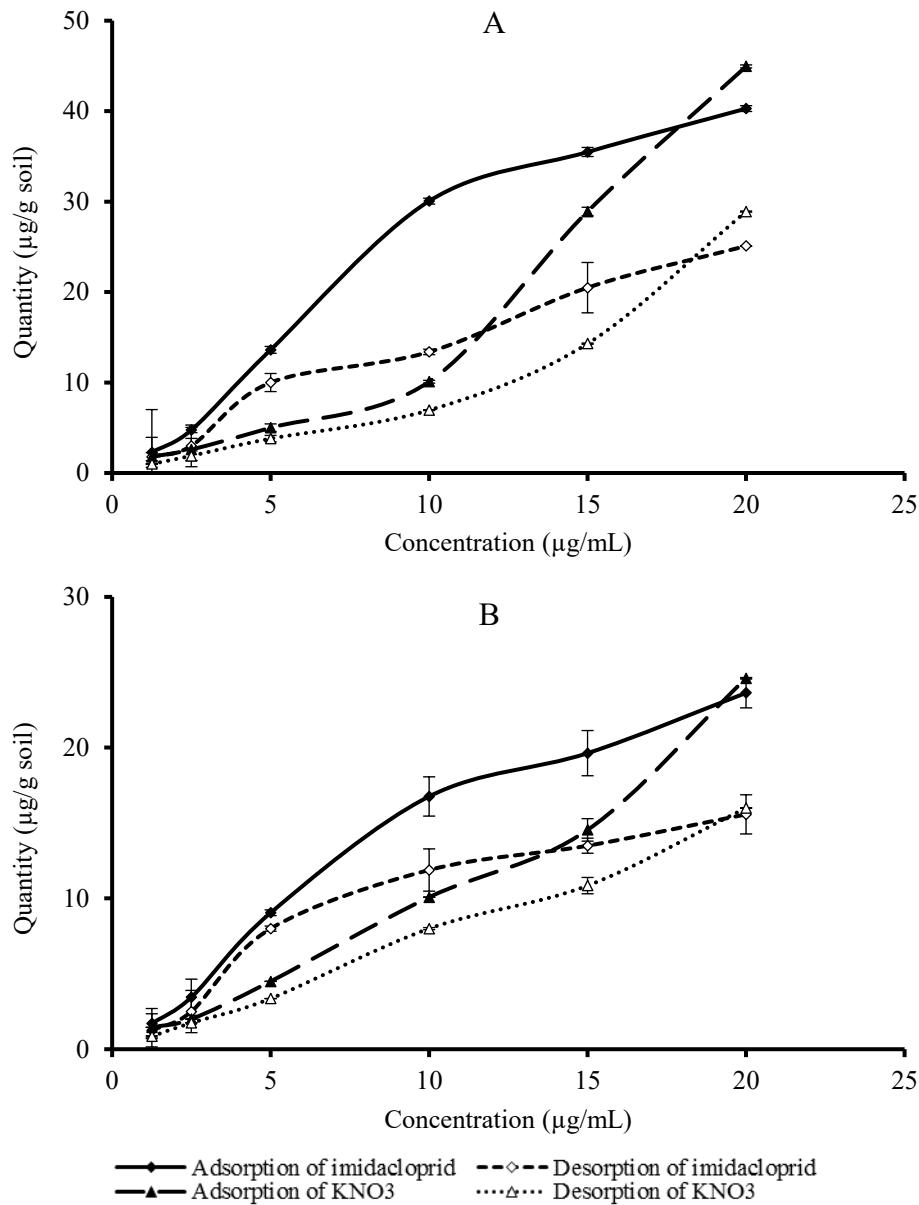 A
50
40
30
20
10
0
Quantity (µg/g soil)
0 5 10 15 20 25
Concentration (µg/mL)
B
30
20
10
0
Quantity (µg/g soil)
0 5 10 15 20 25
Concentration (µg/mL)
Adsorption of imidacloprid Desorption of imidacloprid
Adsorption of KNO3 Desorption of KNO3